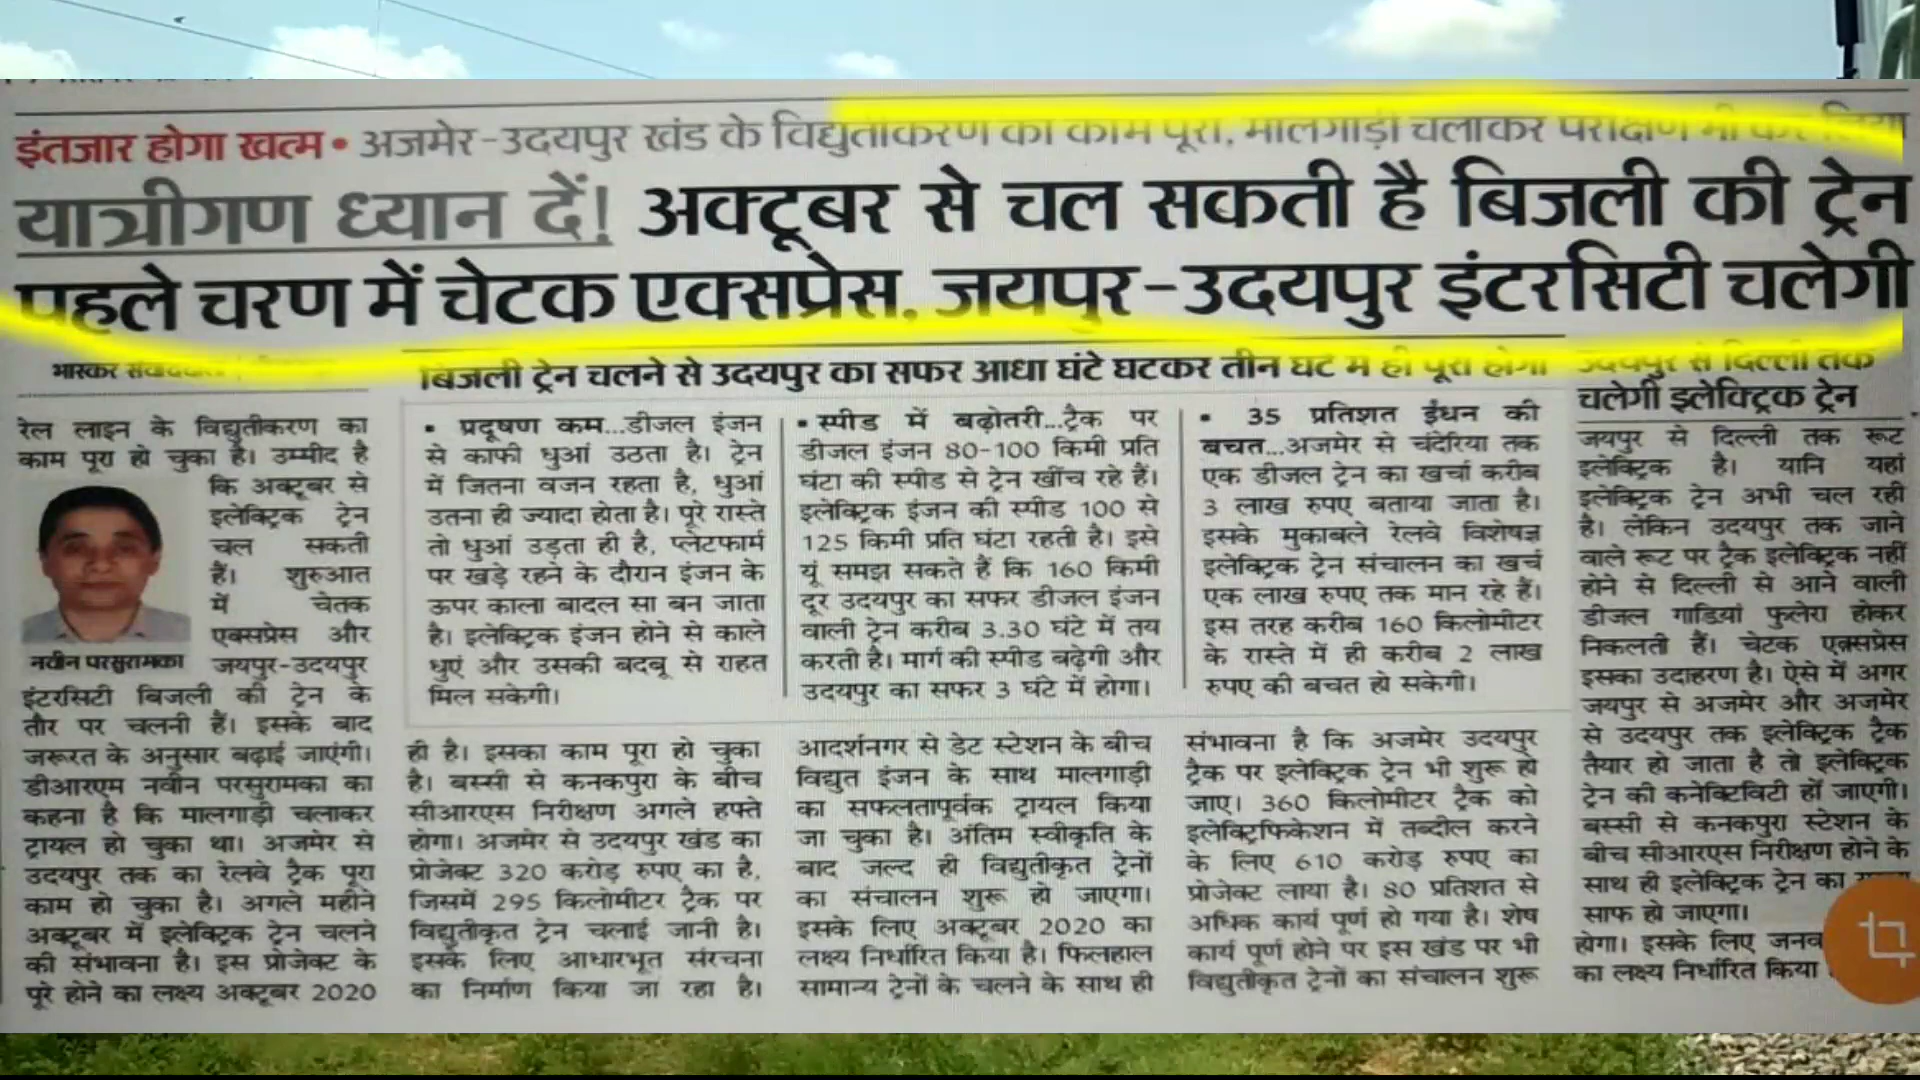 इंतजार होगा खत्म • अजमेर-उदयपुर खंड के विद्युतीकरण का काम पूरा, मालगाड़ी चलाकर परीक्षण भी कर लिया
यात्रीगण ध्यान दें! अक्टूबर से चल सकती है बिजली की ट्रेन
पहले चरण में चेटक एक्सप्रेस, जयपुर-उदयपुर इंटरसिटी चलेगी
भास्कर संवाददाता
रेल लाइन के विद्युतीकरण का
काम पूरा हो चुका है। उम्मीद है
कि अक्टूबर से
इलेक्ट्रिक ट्रेन
चल सकती
हैं। शुरुआत
में चेतक
एक्सप्रेस और
जयपुर-उदयपुर
नवीन परसुरामका
इंटरसिटी बिजली की ट्रेन के
तौर पर चलनी हैं। इसके बाद
जरूरत के अनुसार बढ़ाई जाएंगी।
डीआरएम नवीन परसुरामका का
कहना है कि मालगाड़ी चलाकर
ट्रायल हो चुका था। अजमेर से
उदयपुर तक का रेलवे ट्रैक पूरा
काम हो चुका है। अगले महीने
अक्टूबर में इलेक्ट्रिक ट्रेन चलने
की संभावना है। इस प्रोजेक्ट के
पूरे होने का लक्ष्य अक्टूबर 2020
बिजली ट्रेन चलने से उदयपुर का सफर आधा घंटे घटकर तीन घंटे में ही पूरा होगा
• प्रदूषण कम...डीजल इंजन
से काफी धुआं उठता है। ट्रेन
में जितना वजन रहता है, धुआं
उतना ही ज्यादा होता है। पूरे रास्ते
तो धुआं उड़ता ही है, प्लेटफार्म
पर खड़े रहने के दौरान इंजन के
ऊपर काला बादल सा बन जाता
है। इलेक्ट्रिक इंजन होने से काले
धुएं और उसकी बदबू से राहत
मिल सकेगी।
• स्पीड में बढ़ोतरी...ट्रैक पर
डीजल इंजन 80-100 किमी प्रति
घंटा की स्पीड से ट्रेन खींच रहे हैं।
इलेक्ट्रिक इंजन की स्पीड 100 से
125 किमी प्रति घंटा रहती है। इसे
यूं समझ सकते हैं कि 160 किमी
दूर उदयपुर का सफर डीजल इंजन
वाली ट्रेन करीब 3.30 घंटे में तय
करती है। मार्ग की स्पीड बढ़ेगी और
उदयपुर का सफर 3 घंटे में होगा।
• 35 प्रतिशत ईंधन की
बचत...अजमेर से चंदेरिया तक
एक डीजल ट्रेन का खर्चा करीब
3 लाख रुपए बताया जाता है।
इसके मुकाबले रेलवे विशेषज्ञ
इलेक्ट्रिक ट्रेन संचालन का खर्च
एक लाख रुपए तक मान रहे हैं।
इस तरह करीब 160 किलोमीटर
के रास्ते में ही करीब 2 लाख
रुपए की बचत हो सकेगी।
ही है। इसका काम पूरा हो चुका
है। बस्सी से कनकपुरा के बीच
सीआरएस निरीक्षण अगले हफ्ते
होगा। अजमेर से उदयपुर खंड का
प्रोजेक्ट 320 करोड़ रुपए का है,
जिसमें 295 किलोमीटर ट्रैक पर
विद्युतीकृत ट्रेन चलाई जानी है।
इसके लिए आधारभूत संरचना
का निर्माण किया जा रहा है।
आदर्शनगर से डेट स्टेशन के बीच
विद्युत इंजन के साथ मालगाड़ी
का सफलतापूर्वक ट्रायल किया
जा चुका है। अंतिम स्वीकृति के
बाद जल्द ही विद्युतीकृत ट्रेनों
का संचालन शुरू हो जाएगा।
इसके लिए अक्टूबर 2020 का
लक्ष्य निर्धारित किया है। फिलहाल
सामान्य ट्रेनों के चलने के साथ ही
संभावना है कि अजमेर उदयपुर
ट्रैक पर इलेक्ट्रिक ट्रेन भी शुरू हो
जाए। 360 किलोमीटर ट्रैक को
इलेक्ट्रिफिकेशन में तब्दील करने
के लिए 610 करोड़ रुपए का
प्रोजेक्ट लाया है। 80 प्रतिशत से
अधिक कार्य पूर्ण हो गया है। शेष
कार्य पूर्ण होने पर इस खंड पर भी
विद्युतीकृत ट्रेनों का संचालन शुरू
उदयपुर से दिल्ली तक
चलेगी इलेक्ट्रिक ट्रेन
जयपुर से दिल्ली तक रूट
इलेक्ट्रिक है। यानि यहां
इलेक्ट्रिक ट्रेन अभी चल रही
है। लेकिन उदयपुर तक जाने
वाले रूट पर ट्रैक इलेक्ट्रिक नहीं
होने से दिल्ली से आने वाली
डीजल गाडियां फुलेरा होकर
निकलती हैं। चेटक एक्सप्रेस
इसका उदाहरण है। ऐसे में अगर
जयपुर से अजमेर और अजमेर
से उदयपुर तक इलेक्ट्रिक ट्रैक
तैयार हो जाता है तो इलेक्ट्रिक
ट्रेन की कनेक्टिविटी हो जाएगी।
बस्सी से कनकपुरा स्टेशन के
बीच सीआरएस निरीक्षण होने के
साथ ही इलेक्ट्रिक ट्रेन का
साफ हो जाएगा।
होगा। इसके लिए
का लक्ष्य निर्धारित किया